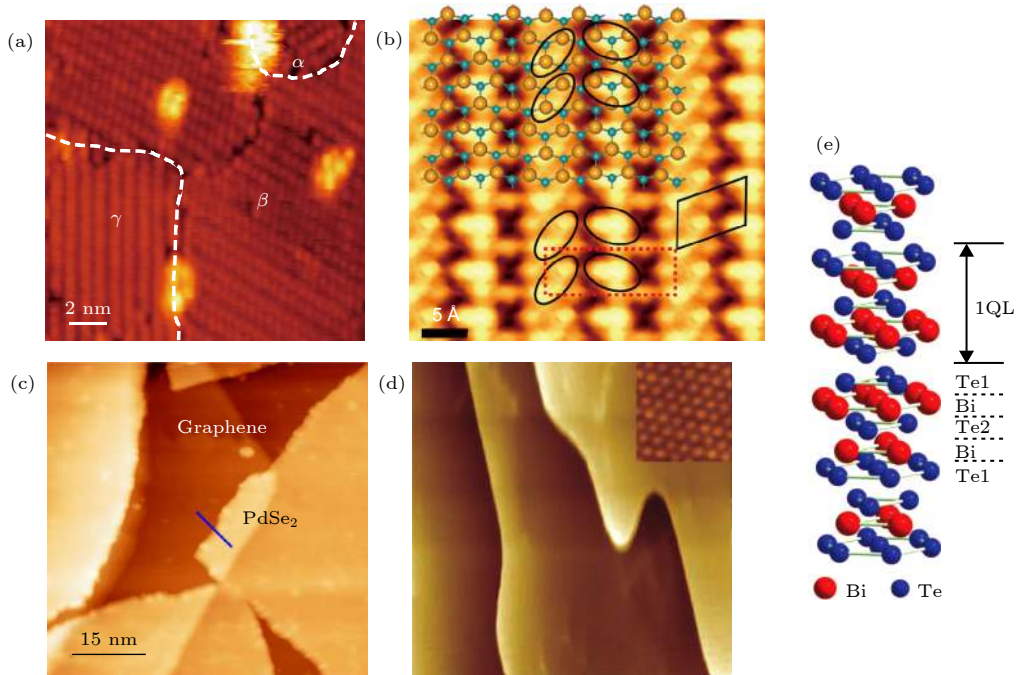 (a)
α
β
γ
2 nm
(b)
5 Å
(c)
Graphene
PdSe₂
15 nm
(d)
(e)
1QL
Te1
Bi
Te2
Bi
Te1
Bi Te